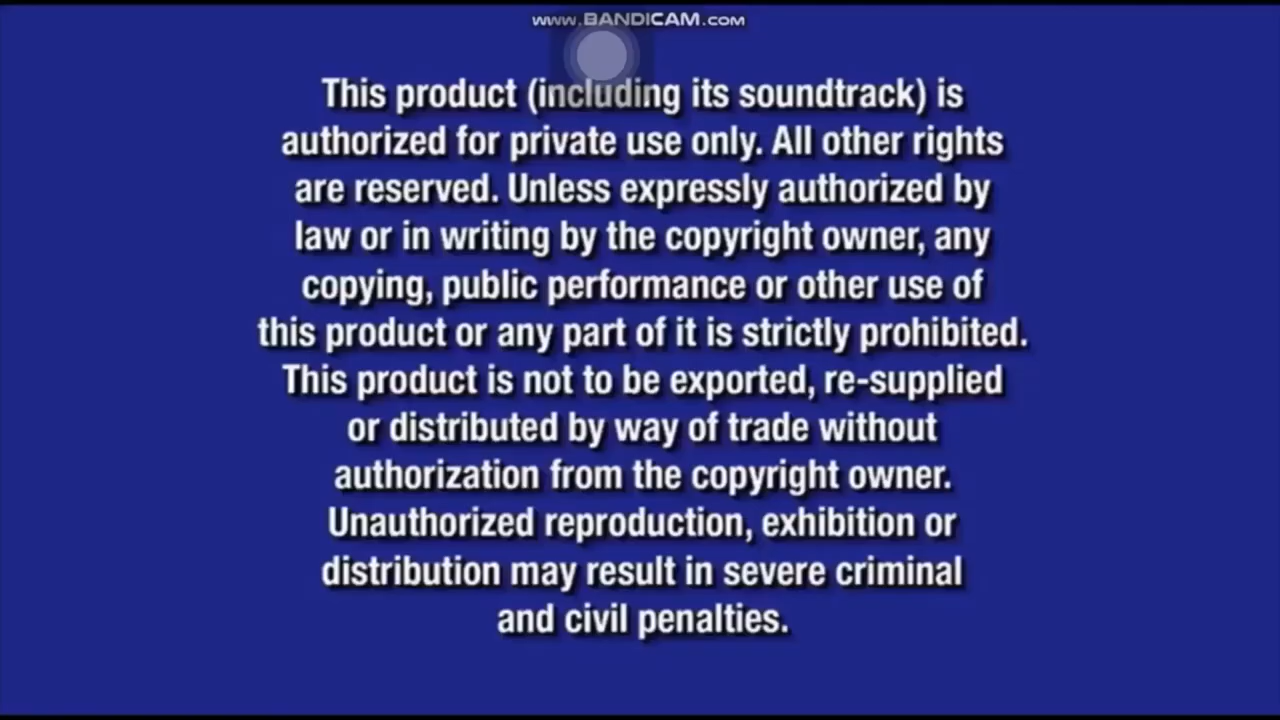 www.BANDICAM.com
This product (including its soundtrack) is
authorized for private use only. All other rights
are reserved. Unless expressly authorized by
law or in writing by the copyright owner, any
copying, public performance or other use of
this product or any part of it is strictly prohibited.
This product is not to be exported, re-supplied
or distributed by way of trade without
authorization from the copyright owner.
Unauthorized reproduction, exhibition or
distribution may result in severe criminal
and civil penalties.